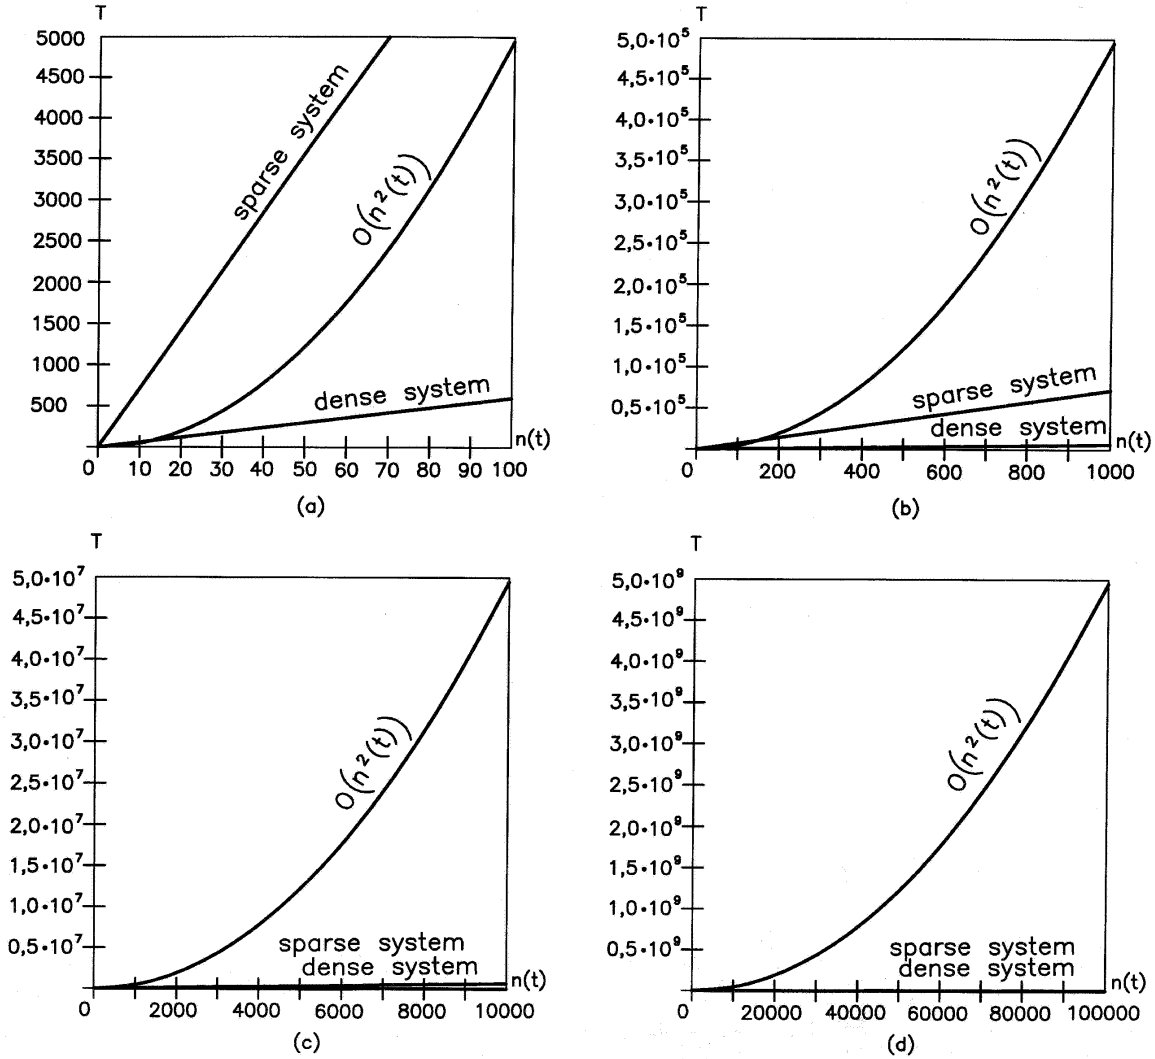 T
5000
4500
4000
3500
3000
2500
2000
1500
1000
500
sparse system
O(n²(t))
dense system
n(t)
0 10 20 30 40 50 60 70 80 90 100
(a)
T
5,0·10⁵
4,5·10⁵
4,0·10⁵
3,5·10⁵
3,0·10⁵
2,5·10⁵
2,0·10⁵
1,5·10⁵
1,0·10⁵
0,5·10⁵
O(n²(t))
sparse system
dense system
n(t)
0 200 400 600 800 1000
(b)
T
5,0·10⁷
4,5·10⁷
4,0·10⁷
3,5·10⁷
3,0·10⁷
2,5·10⁷
2,0·10⁷
1,5·10⁷
1,0·10⁷
0,5·10⁷
O(n²(t))
sparse system
dense system
n(t)
0 2000 4000 6000 8000 10000
(c)
T
5,0·10⁹
4,5·10⁹
4,0·10⁹
3,5·10⁹
3,0·10⁹
2,5·10⁹
2,0·10⁹
1,5·10⁹
1,0·10⁹
0,5·10⁹
O(n²(t))
sparse system
dense system
n(t)
0 20000 40000 60000 80000 100000
(d)